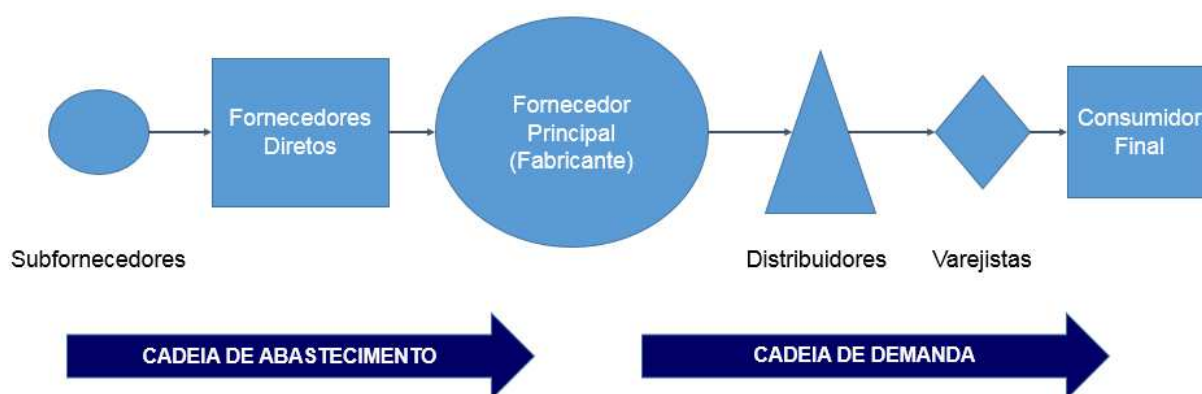 Fornecedores
Diretos
Fornecedor
Principal
(Fabricante)
Consumidor
Final
Subfornecedores
Distribuidores
Varejistas
CADEIA DE ABASTECIMENTO
CADEIA DE DEMANDA